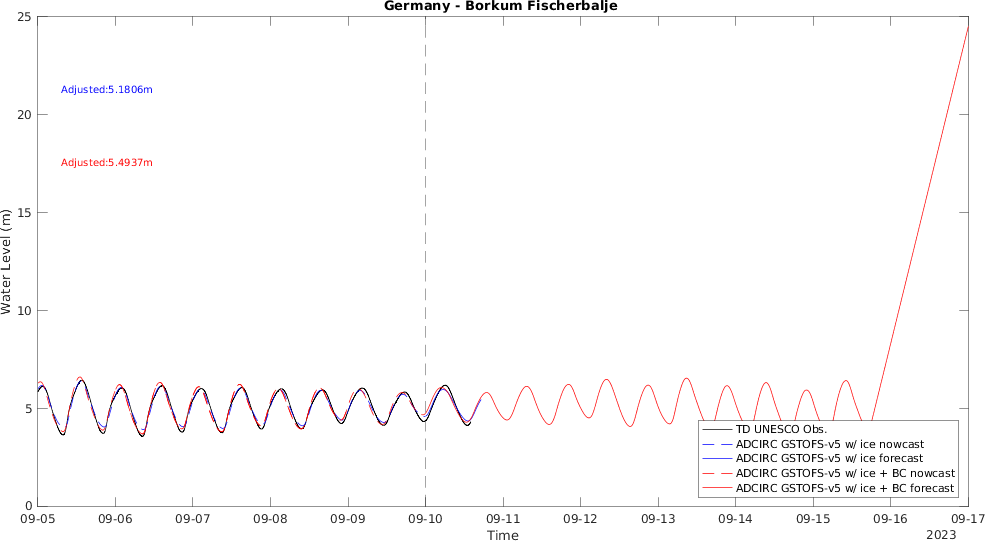 Germany - Borkum Fischerbalje
25
20
15
10
5
0
Water Level (m)
Adjusted:5.1806m
Adjusted:5.4937m
TD UNESCO Obs.
ADCIRC GSTOFS-v5 w/ ice nowcast
ADCIRC GSTOFS-v5 w/ ice forecast
ADCIRC GSTOFS-v5 w/ ice + BC nowcast
ADCIRC GSTOFS-v5 w/ ice + BC forecast
09-05 09-06 09-07 09-08 09-09 09-10 09-11 09-12 09-13 09-14 09-15 09-16 09-17
Time
2023